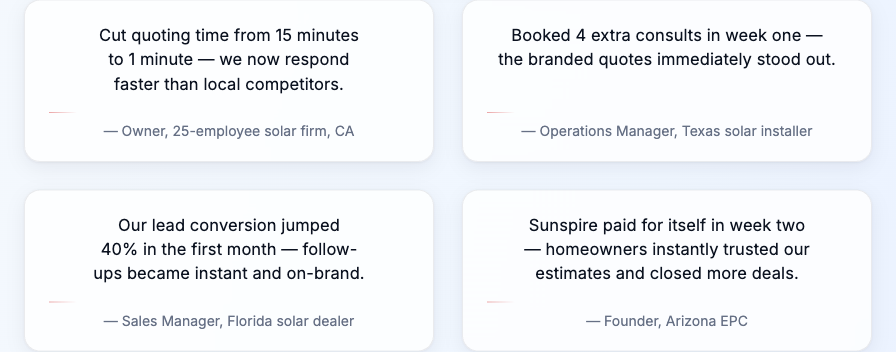 Cut quoting time from 15 minutes
to 1 minute — we now respond
faster than local competitors.
— Owner, 25-employee solar firm, CA
Booked 4 extra consults in week one —
the branded quotes immediately stood out.
— Operations Manager, Texas solar installer
Our lead conversion jumped
40% in the first month — follow-
ups became instant and on-brand.
— Sales Manager, Florida solar dealer
Sunspire paid for itself in week two
— homeowners instantly trusted our
estimates and closed more deals.
— Founder, Arizona EPC